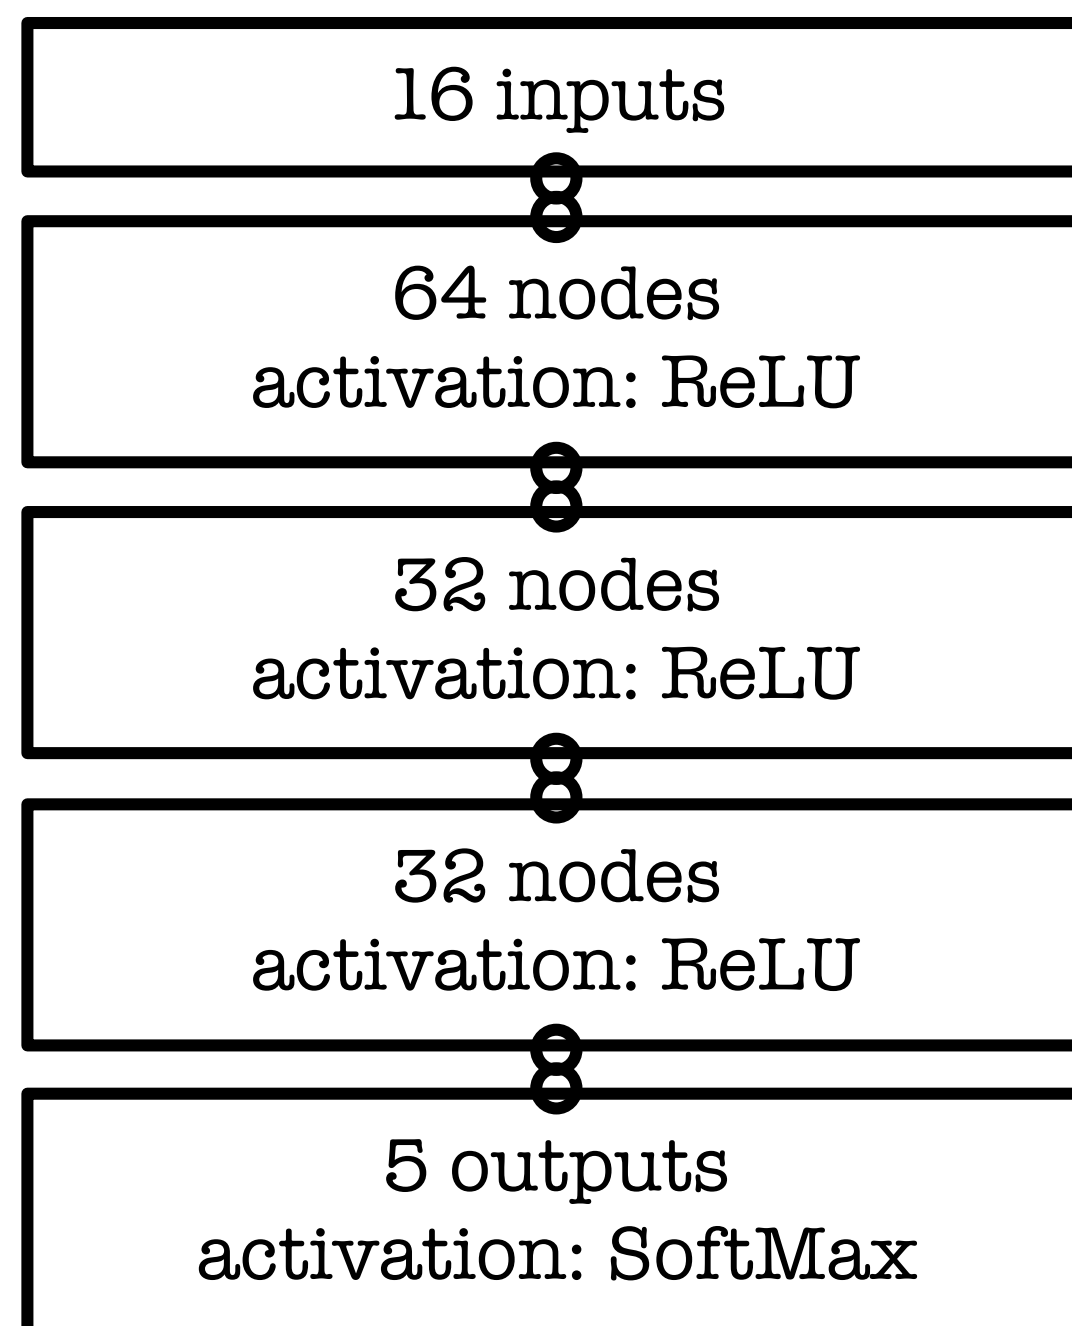 16 inputs
64 nodes
activation: ReLU
32 nodes
activation: ReLU
32 nodes
activation: ReLU
5 outputs
activation: SoftMax